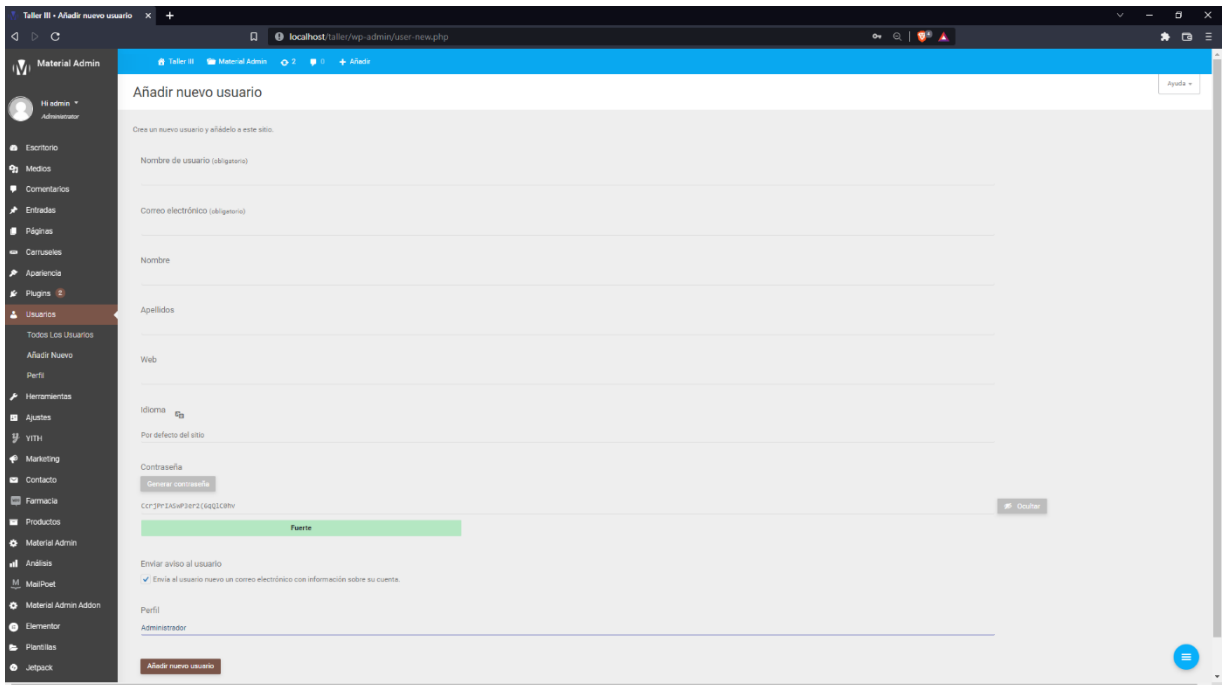 Taller III • Añadir nuevo usuario
localhost/taller/wp-admin/user-new.php
Material Admin
Taller III Material Admin 2 0 Añadir
Hi admin
Administrator
Añadir nuevo usuario
Ayuda
Crea un nuevo usuario y añádelo a este sitio.
Escritorio
Medios
Comentarios
Entradas
Páginas
Carruseles
Apariencia
Plugins 2
Usuarios
Todos Los Usuarios
Añadir Nuevo
Perfil
Herramientas
Ajustes
YITH
Marketing
Contacto
Farmacia
Productos
Material Admin
Análisis
MailPoet
Material Admin Addon
Elementor
Plantillas
Jetpack
Nombre de usuario (obligatorio)
Correo electrónico (obligatorio)
Nombre
Apellidos
Web
Idioma
Por defecto del sitio
Contraseña
Generar contraseña
Ocultar
Fuerte
Enviar aviso al usuario
Envía al usuario nuevo un correo electrónico con información sobre su cuenta.
Perfil
Administrador
Añadir nuevo usuario